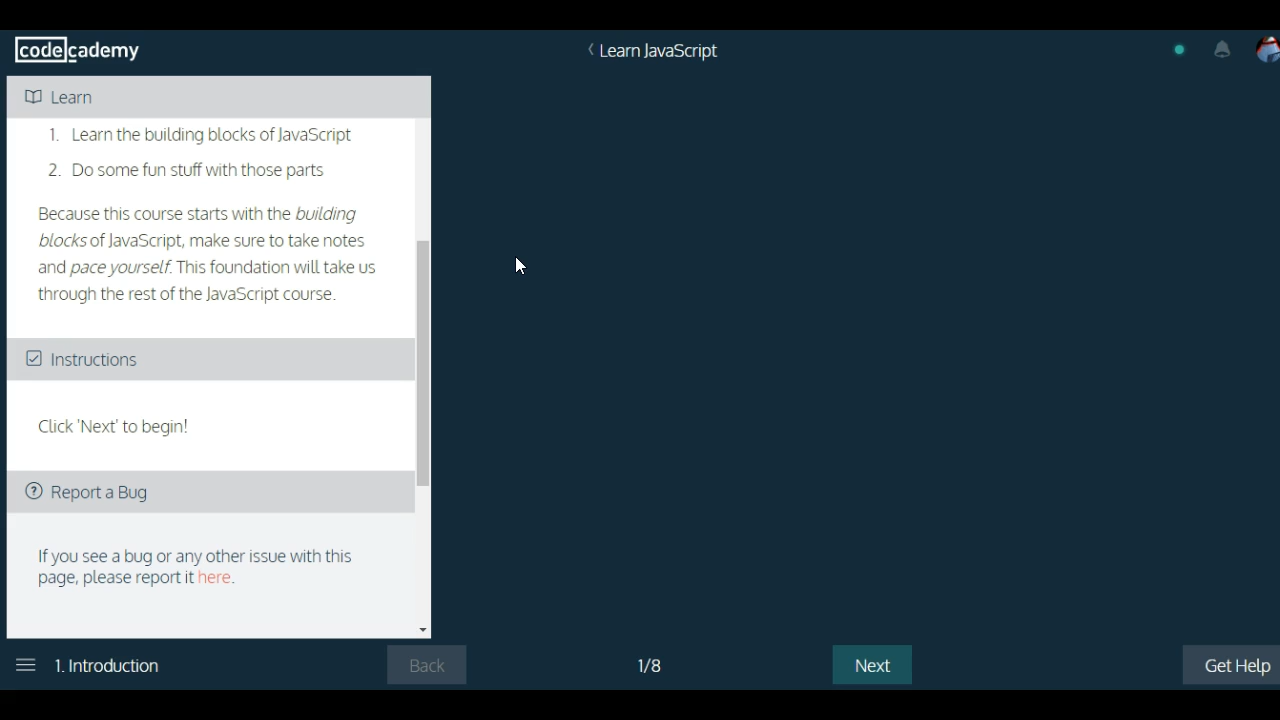 codecademy
Learn JavaScript
Learn
1. Learn the building blocks of JavaScript
2. Do some fun stuff with those parts
Because this course starts with the building
blocks of JavaScript, make sure to take notes
and pace yourself. This foundation will take us
through the rest of the JavaScript course.
Instructions
Click 'Next' to begin!
Report a Bug
If you see a bug or any other issue with this
page, please report it here.
1. Introduction
Back
1/8
Next
Get Help